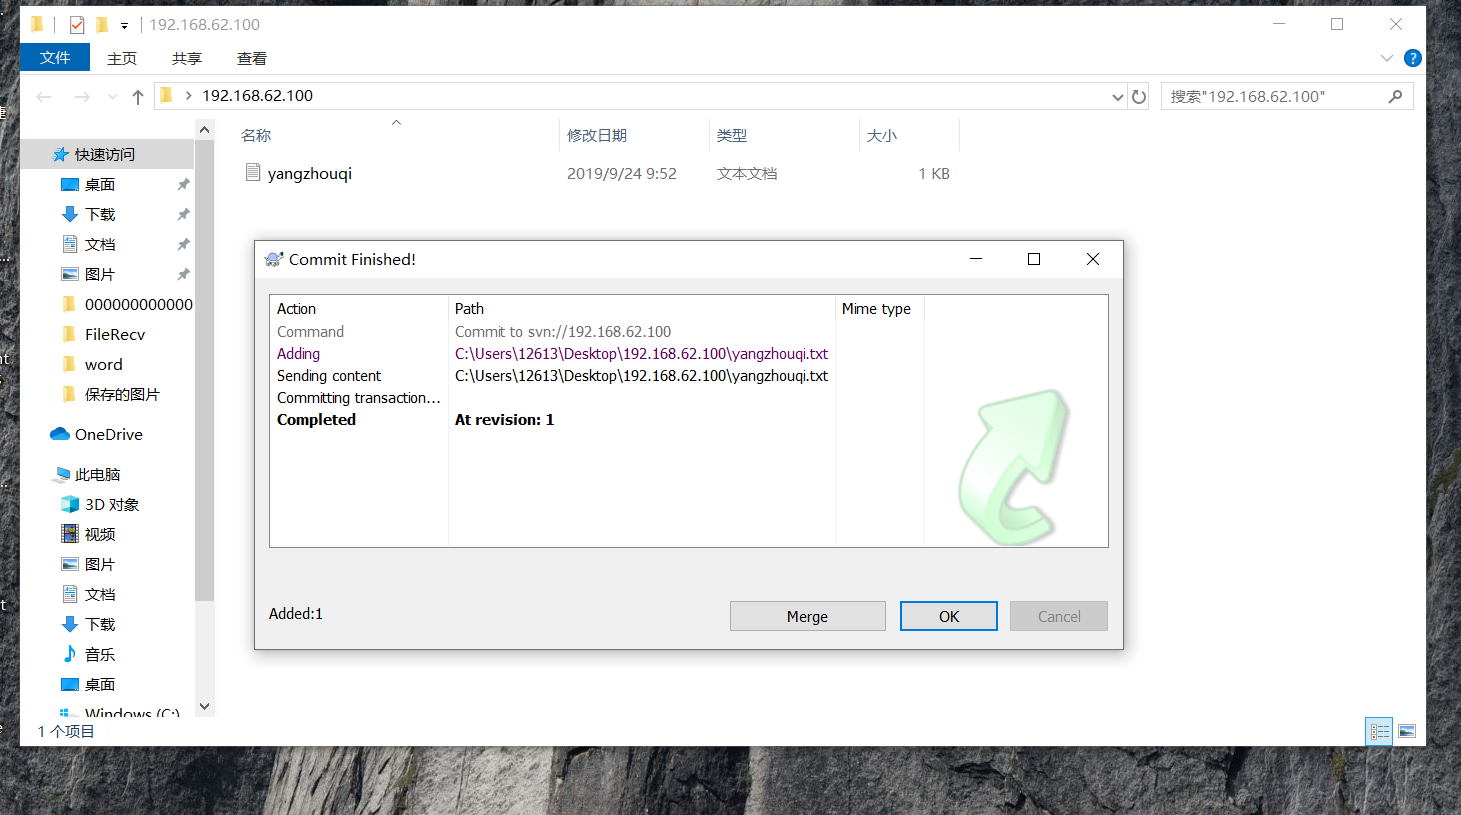 192.168.62.100
文件 主页 共享 查看
192.168.62.100 搜索"192.168.62.100"
名称 修改日期 类型 大小
yangzhouqi 2019/9/24 9:52 文本文档 1 KB
快速访问
桌面
下载
文档
图片
000000000000
FileRecv
word
保存的图片
OneDrive
此电脑
3D 对象
视频
图片
文档
下载
音乐
桌面
Windows (C:)
1 个项目
Commit Finished!
Action Path Mime type
Command Commit to svn://192.168.62.100
Adding C:\Users\12613\Desktop\192.168.62.100\yangzhouqi.txt
Sending content C:\Users\12613\Desktop\192.168.62.100\yangzhouqi.txt
Committing transaction...
Completed At revision: 1
Added:1 Merge OK Cancel